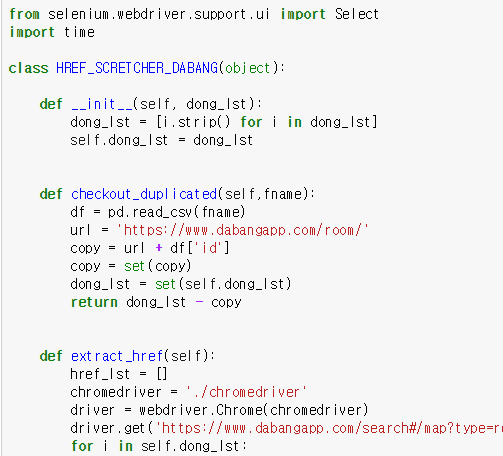 from selenium.webdriver.support.ui import Select
import time
class HREF_SCRETCHER_DABANG(object):
def __init__(self, dong_lst):
dong_lst = [i.strip() for i in dong_lst]
self.dong_lst = dong_lst
def checkout_duplicated(self,fname):
df = pd.read_csv(fname)
url = 'https://www.dabangapp.com/room/'
copy = url + df['id']
copy = set(copy)
dong_lst = set(self.dong_lst)
return dong_lst - copy
def extract_href(self):
href_lst = []
chromedriver = './chromedriver'
driver = webdriver.Chrome(chromedriver)
driver.get('https://www.dabangapp.com/search#/map?type=r
for i in self.dong_lst: